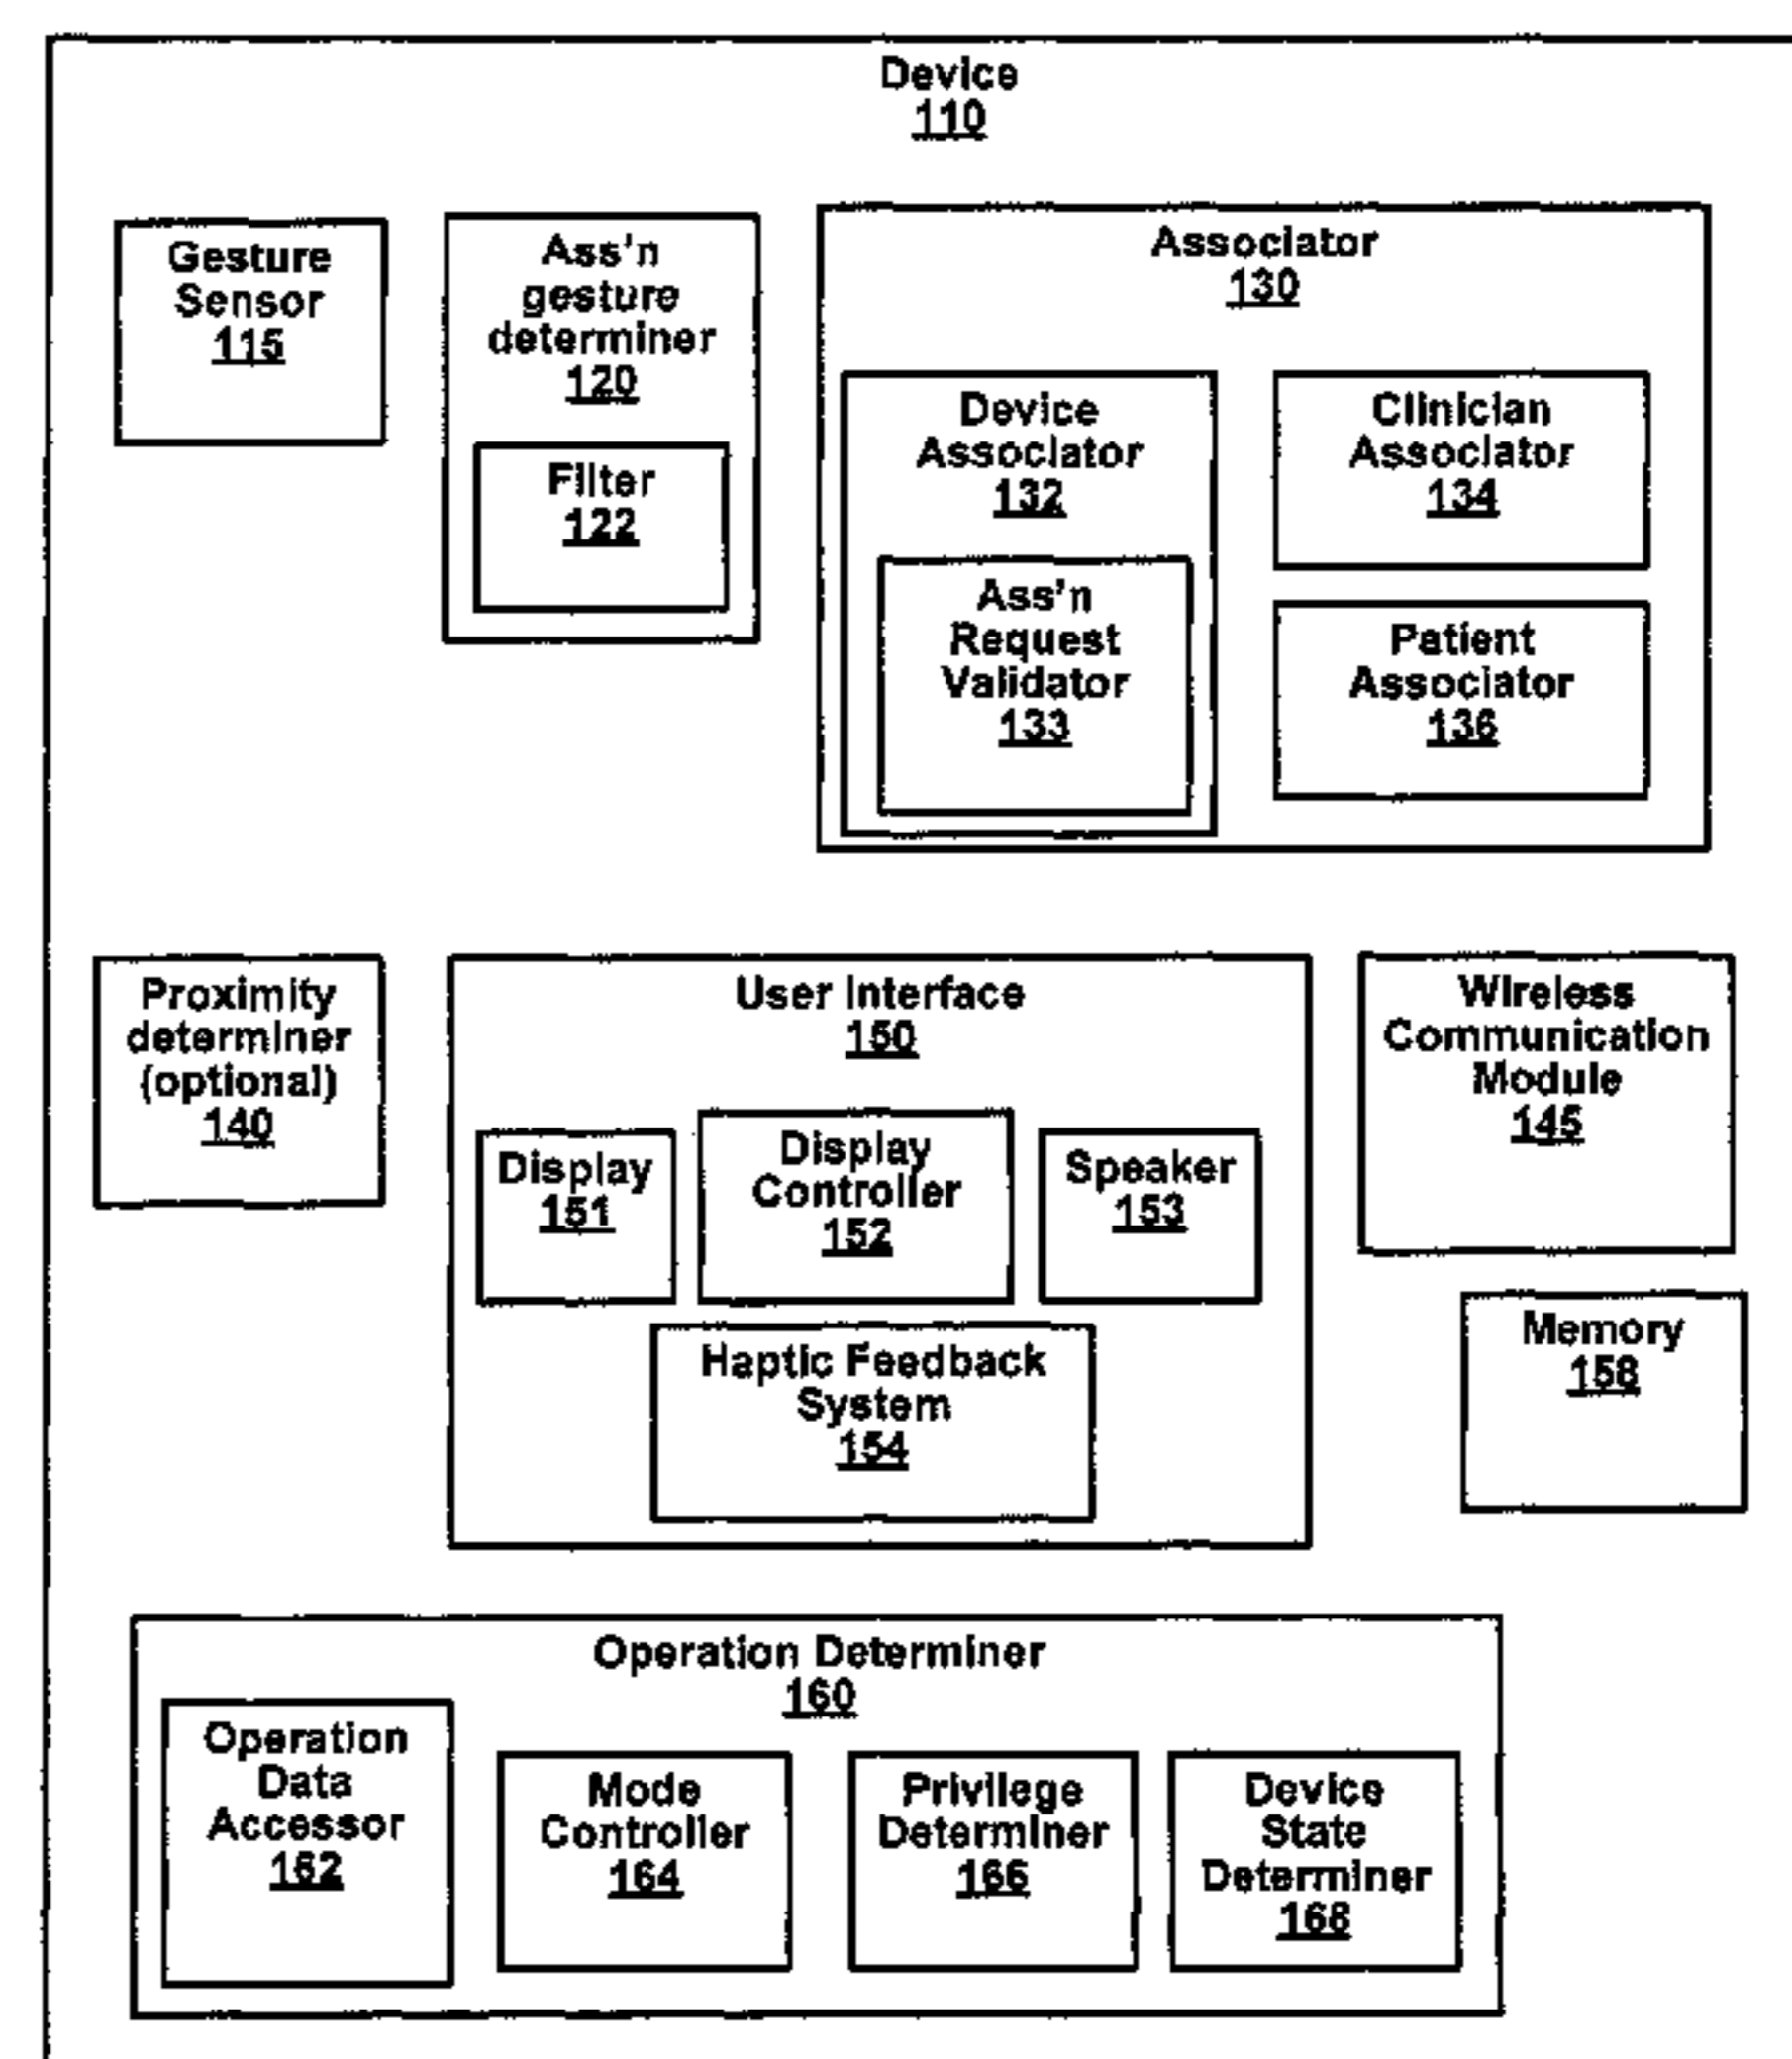 Device
110
Gesture
Sensor
115
Ass'n
gesture
determiner
120
Filter
122
Associator
130
Device
Associator
132
Ass'n
Request
Validator
133
Clinician
Associator
134
Patient
Associator
136
Proximity
determiner
(optional)
140
User Interface
150
Display
151
Display
Controller
152
Speaker
153
Haptic Feedback
System
154
Wireless
Communication
Module
145
Memory
158
Operation Determiner
160
Operation
Data
Accessor
162
Mode
Controller
164
Privilege
Determiner
166
Device
State
Determiner
168